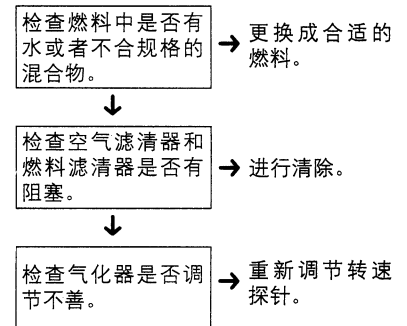 检查燃料中是否有
水或者不合规格的
混合物。
更换成合适的
燃料。
检查空气滤清器和
燃料滤清器是否有
阻塞。
进行清除。
检查气化器是否调
节不善。
重新调节转速
探针。